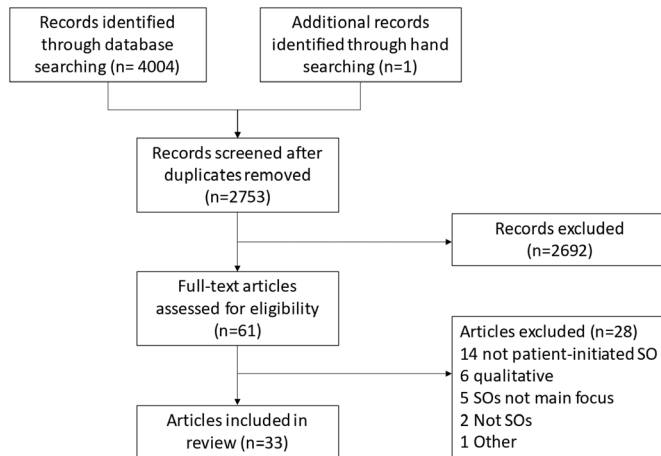 Records identified
through database
searching (n= 4004)
Additional records
identified through hand
searching (n=1)
Records screened after
duplicates removed
(n=2753)
Records excluded
(n=2692)
Full-text articles
assessed for eligibility
(n=61)
Articles excluded (n=28)
14 not patient-initiated SO
6 qualitative
5 SOs not main focus
2 Not SOs
1 Other
Articles included in
review (n=33)